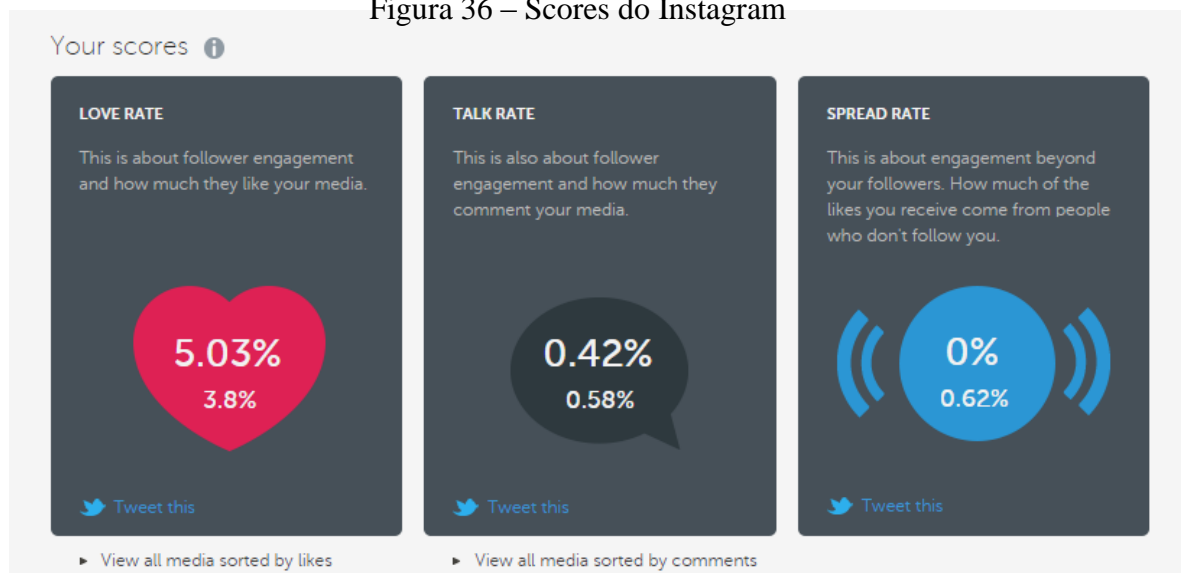 Figura 36 – Scores do Instagram
Your scores
LOVE RATE
This is about follower engagement
and how much they like your media.
5.03%
3.8%
Tweet this
View all media sorted by likes
TALK RATE
This is also about follower
engagement and how much they
comment your media.
0.42%
0.58%
Tweet this
View all media sorted by comments
SPREAD RATE
This is about engagement beyond
your followers. How much of the
likes you receive come from people
who don't follow you.
0%
0.62%
Tweet this